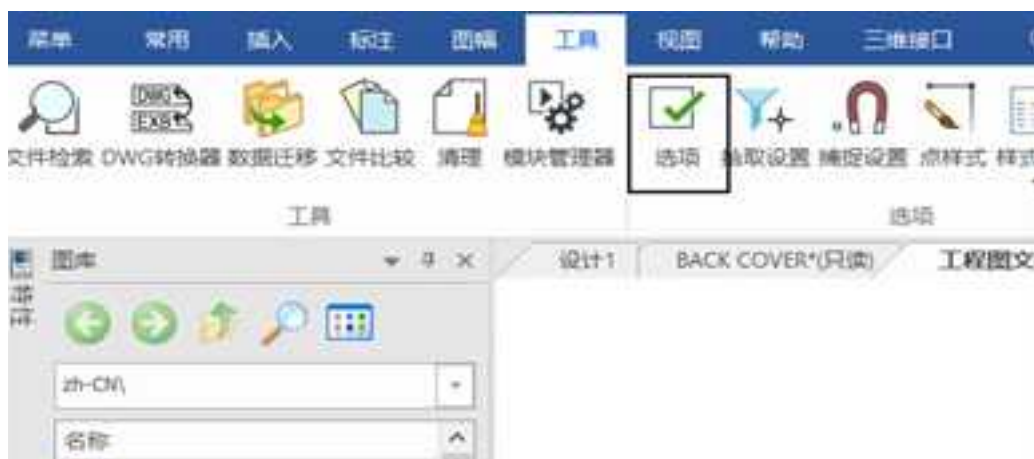 菜单 常用 插入 标注 图幅 工具 视图 帮助 三维接口
DWG
EXB
文件检索 DWG转换器 数据迁移 文件比较 清理 模块管理器 选项 拾取设置 捕捉设置 点样式 样式
工具 选项
图库 设计1 BACK COVER*(只读) 工程图文
zh-CN\
名称